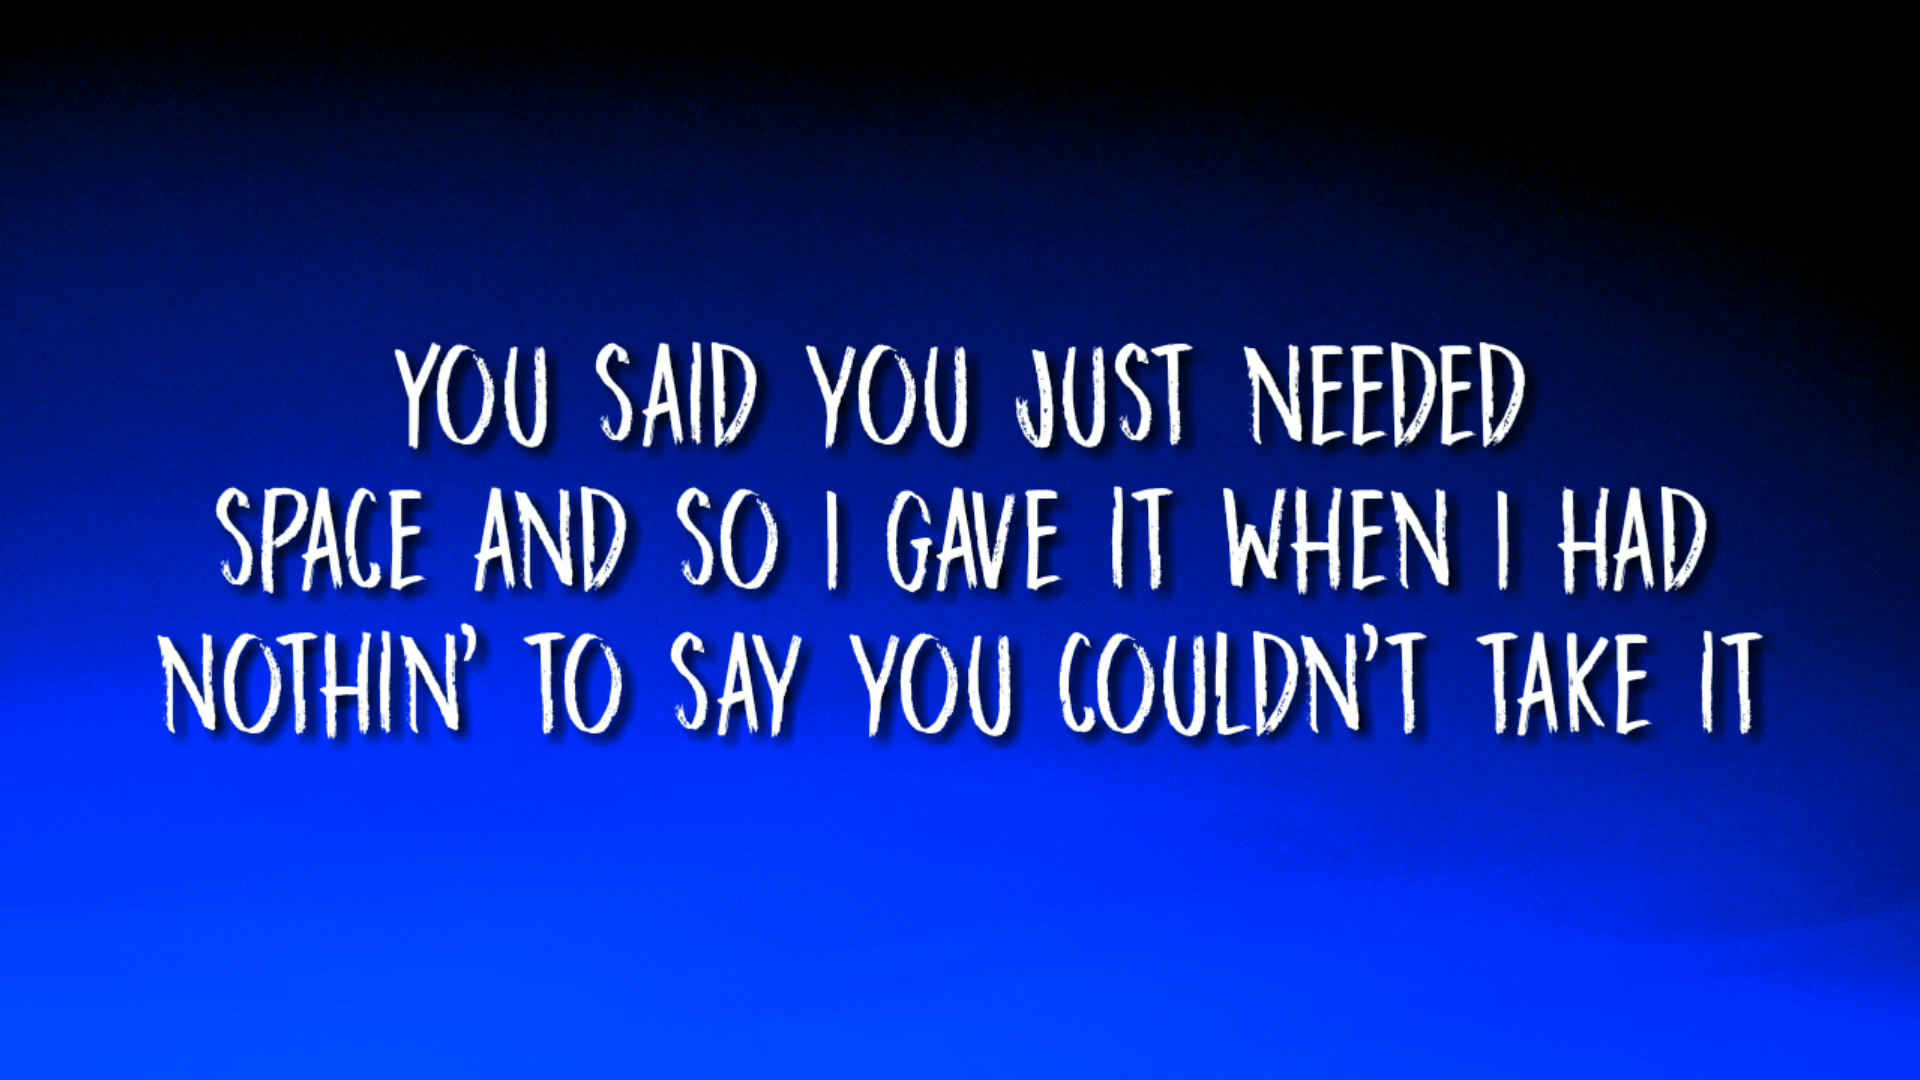 YOU SAID YOU JUST NEEDED
SPACE AND SO I GAVE IT WHEN I HAD
NOTHIN' TO SAY YOU COULDN'T TAKE IT